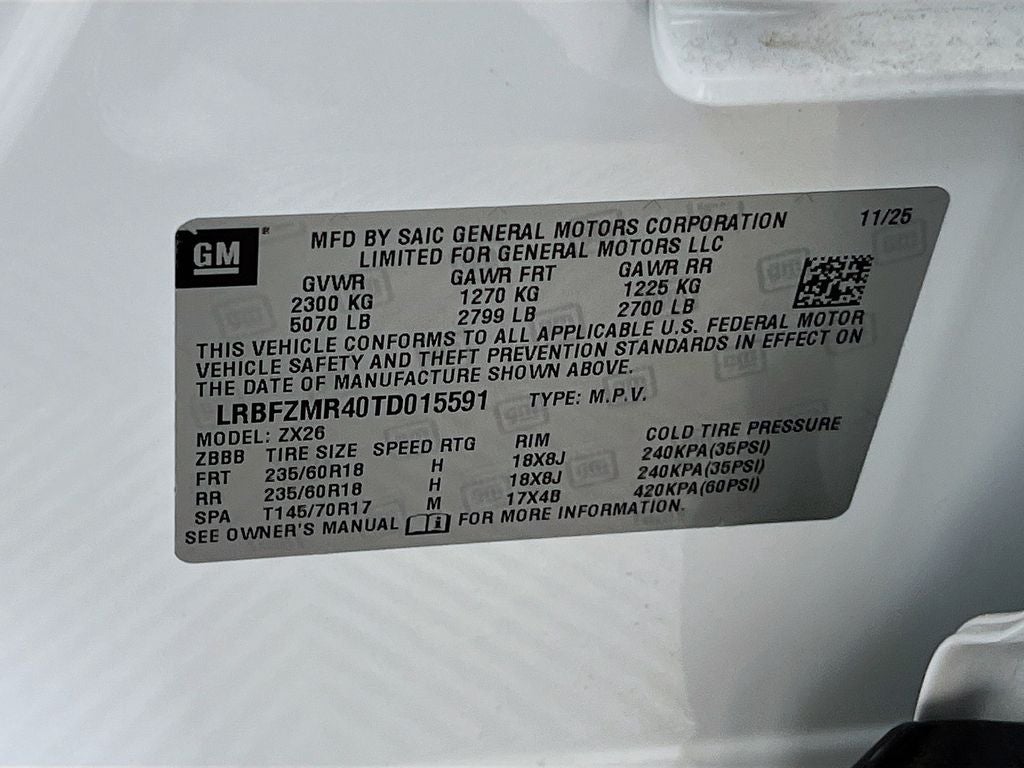 GM
MFD BY SAIC GENERAL MOTORS CORPORATION 11/25
LIMITED FOR GENERAL MOTORS LLC
GVWR GAWR FRT GAWR RR
2300 KG 1270 KG 1225 KG
5070 LB 2799 LB 2700 LB
THIS VEHICLE CONFORMS TO ALL APPLICABLE U.S. FEDERAL MOTOR
VEHICLE SAFETY AND THEFT PREVENTION STANDARDS IN EFFECT ON
THE DATE OF MANUFACTURE SHOWN ABOVE.
LRBFZMR40TD015591 TYPE: M.P.V.
MODEL: ZX26
ZBBB TIRE SIZE SPEED RTG RIM COLD TIRE PRESSURE
FRT 235/60R18 H 18X8J 240KPA(35PSI)
RR 235/60R18 H 18X8J 240KPA(35PSI)
SPA T145/70R17 M 17X4B 420KPA(60PSI)
SEE OWNER'S MANUAL FOR MORE INFORMATION.